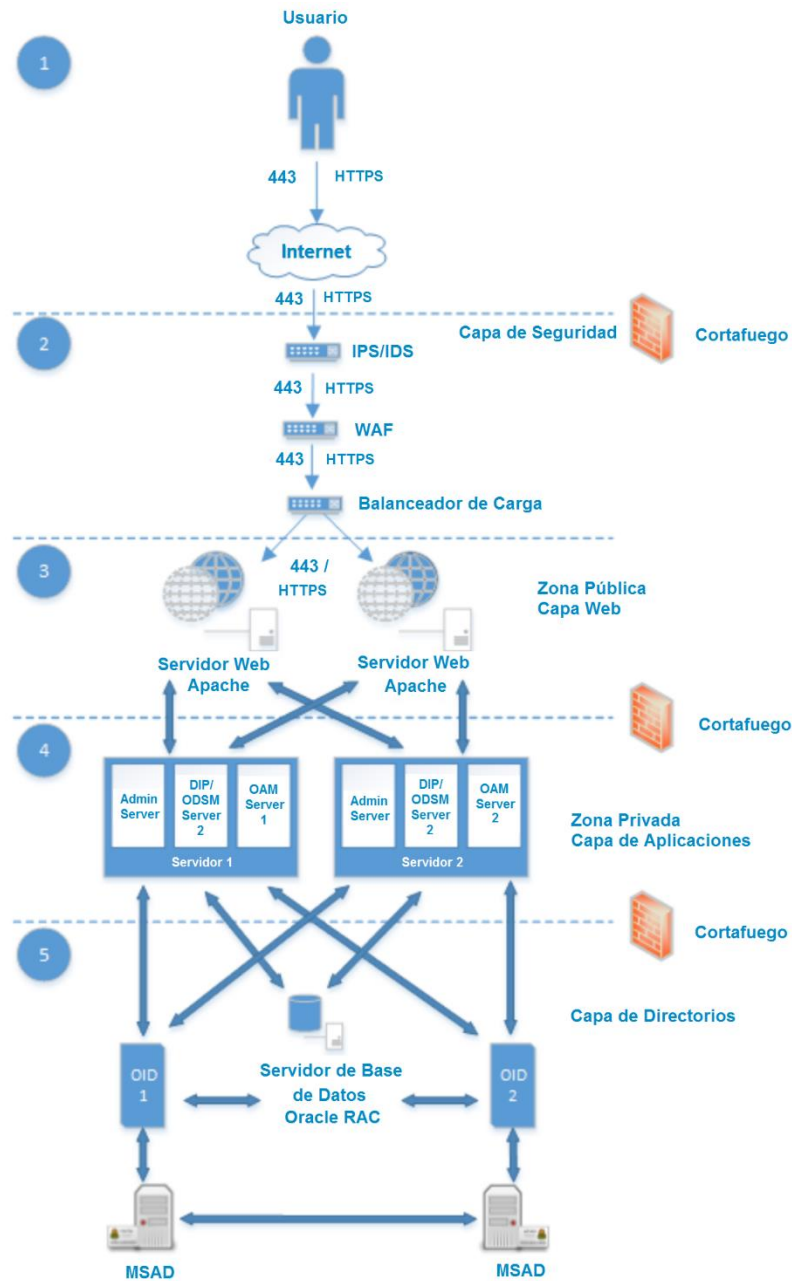 Usuario
1
443 HTTPS
Internet
443 HTTPS
2
Capa de Seguridad
Cortafuego
IPS/IDS
443 HTTPS
WAF
443 HTTPS
Balanceador de Carga
3
443 /
HTTPS
Zona Pública
Capa Web
Servidor Web
Apache
Servidor Web
Apache
Cortafuego
4
Admin
Server
DIP/
ODSM
Server
2
OAM
Server
1
Servidor 1
Admin
Server
DIP/
ODSM
Server
2
OAM
Server
2
Servidor 2
Zona Privada
Capa de Aplicaciones
Cortafuego
5
Capa de Directorios
OID
1
Servidor de Base
de Datos
Oracle RAC
OID
2
MSAD
MSAD